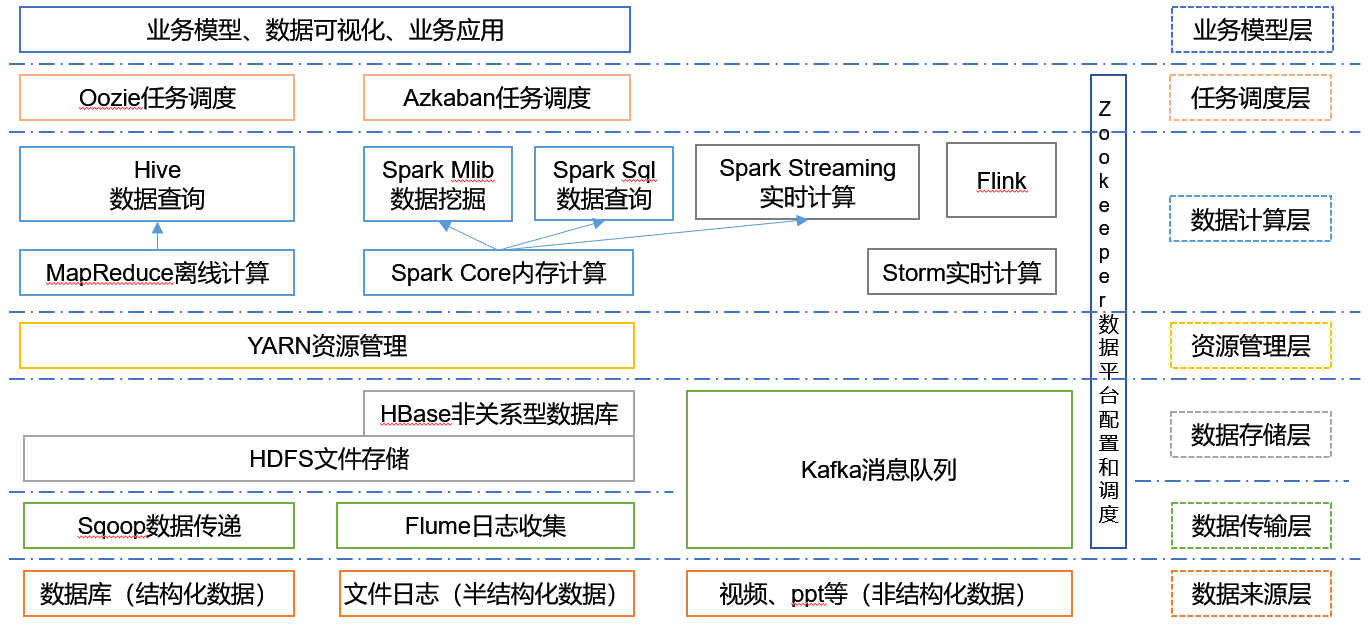 业务模型、数据可视化、业务应用
业务模型层
Oozie任务调度
Azkaban任务调度
任务调度层
Hive
数据查询
Spark Mlib
数据挖掘
Spark Sql
数据查询
Spark Streaming
实时计算
Flink
数据计算层
MapReduce离线计算
Spark Core内存计算
Storm实时计算
Zookeeper数据平台配置和调度
YARN资源管理
资源管理层
HBase非关系型数据库
HDFS文件存储
Kafka消息队列
数据存储层
Sqoop数据传递
Flume日志收集
数据传输层
数据库（结构化数据）
文件日志（半结构化数据）
视频、ppt等（非结构化数据）
数据来源层